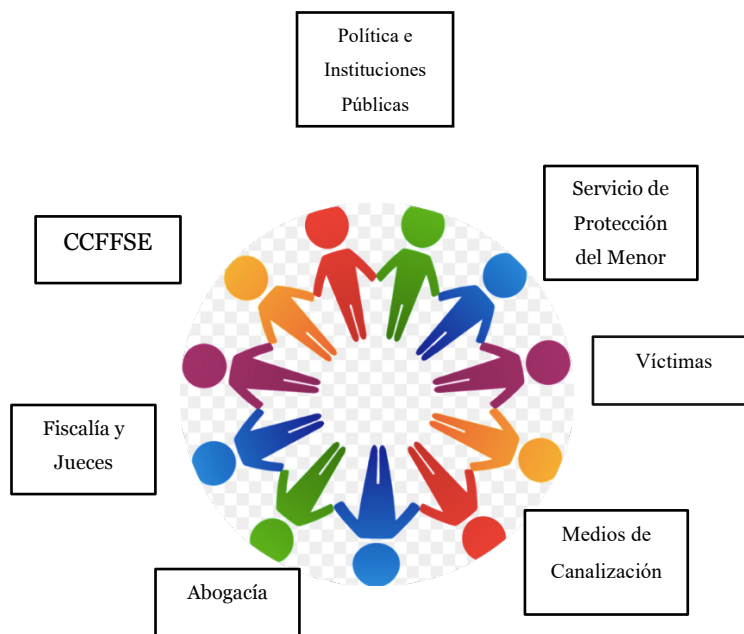 Política e
Instituciones
Públicas
Servicio de
Protección
del Menor
CCFFSE
Víctimas
Fiscalía y
Jueces
Medios de
Canalización
Abogacía